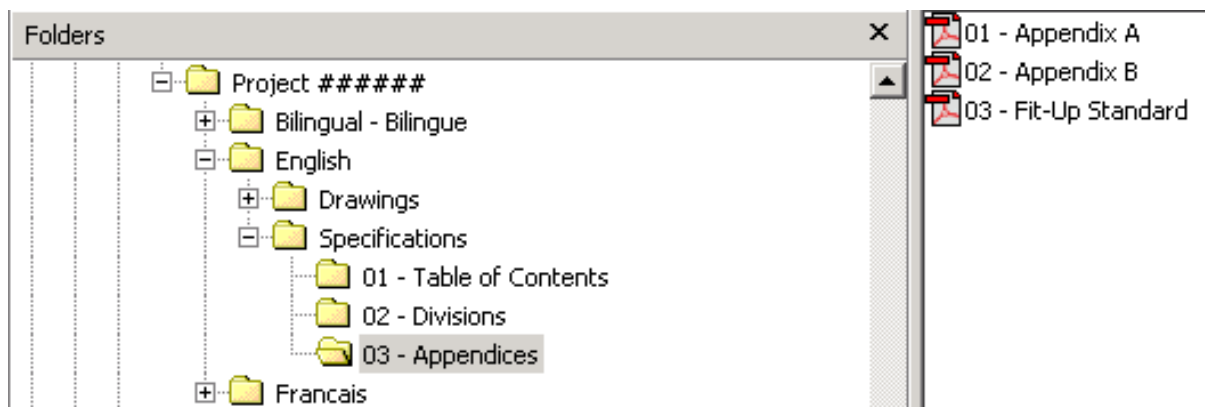 Folders
Project ######
Bilingual - Bilingue
English
Drawings
Specifications
01 - Table of Contents
02 - Divisions
03 - Appendices
Francais
01 - Appendix A
02 - Appendix B
03 - Fit-Up Standard